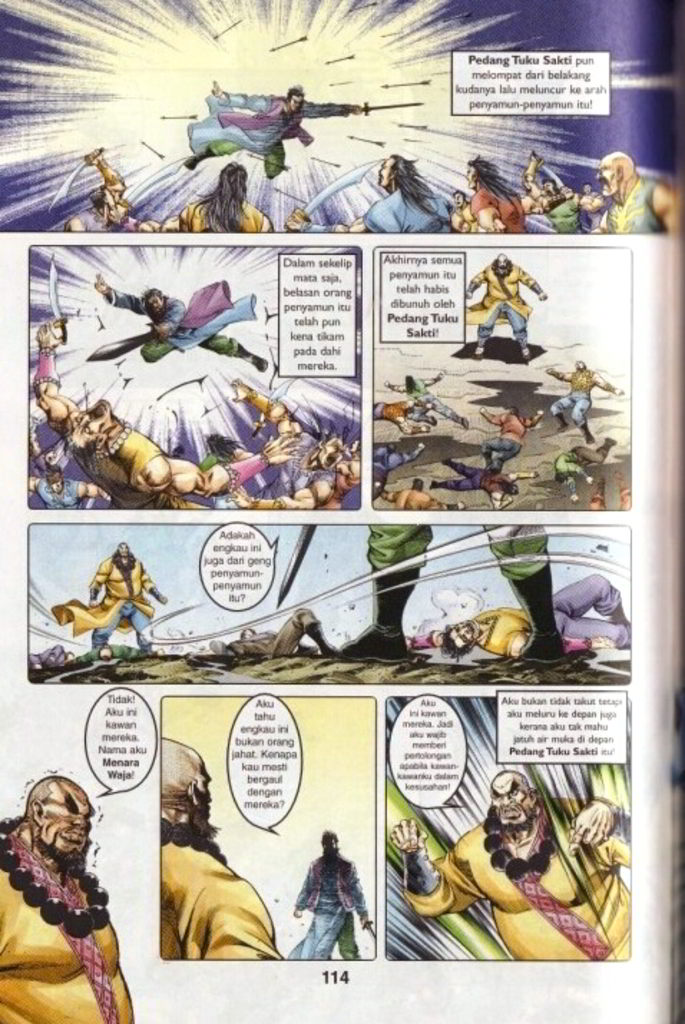 Pedang Tuku Sakti pun
melompat dari belakang
kudanya lalu meluncur ke arah
penyamun-penyamun itu!
Dalam sekelip
mata saja,
belasan orang
penyamun itu
telah pun
kena tikam
pada dahi
mereka.
Akhirnya semua
penyamun itu
telah habis
dibunuh oleh
Pedang Tuku
Sakti!
Adakah
engkau ini
juga dari geng
penyamun-
penyamun
itu?
Tidak!
Aku ini
kawan
mereka.
Nama aku
Menara
Waja!
Aku
tahu
engkau ini
bukan orang
jahat. Kenapa
kau mesti
bergaul
dengan
mereka?
Aku
ini kawan
mereka. Jadi
aku wajib
memberi
pertolongan
apabila kawan-
kawanku dalam
kesusahan!
Aku bukan tidak takut tetapi
aku meluru ke depan juga
kerana aku tak mahu
jatuh air muka di depan
Pedang Tuku Sakti itu!
114